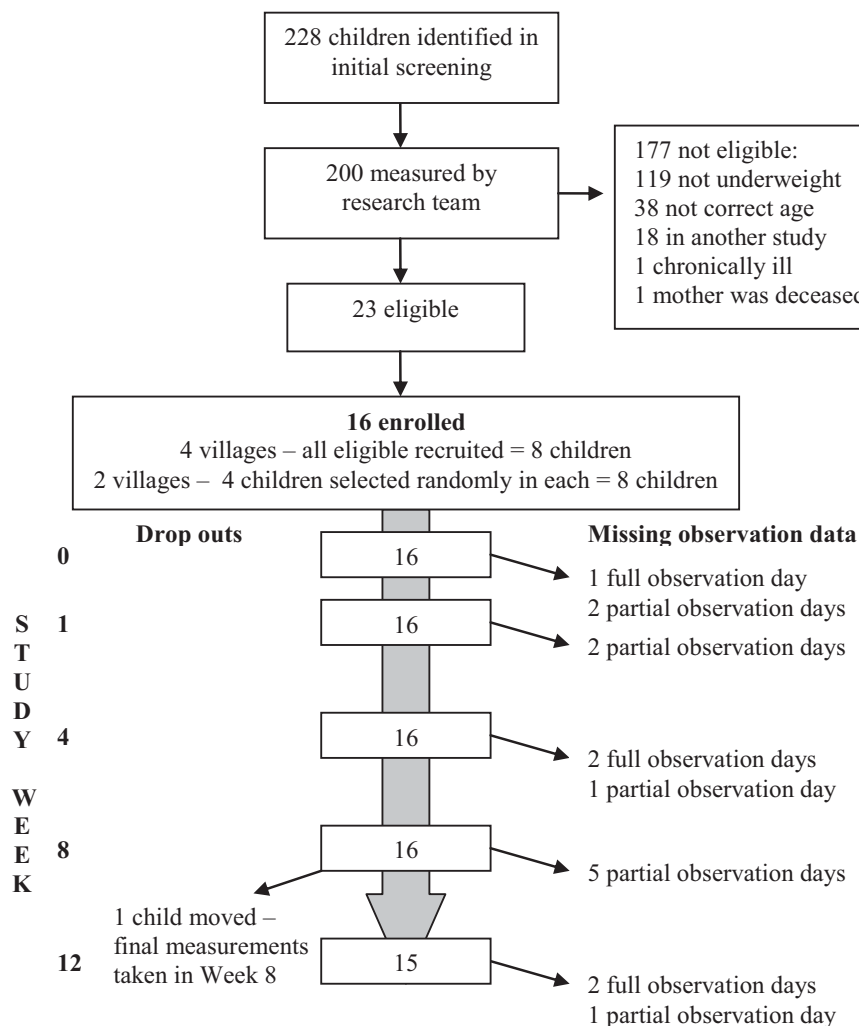 228 children identified in
initial screening
200 measured by
research team
177 not eligible:
119 not underweight
38 not correct age
18 in another study
1 chronically ill
1 mother was deceased
23 eligible
16 enrolled
4 villages – all eligible recruited = 8 children
2 villages – 4 children selected randomly in each = 8 children
Drop outs
Missing observation data
STUDY WEEK
0
16
1 full observation day
2 partial observation days
1
16
2 partial observation days
4
16
2 full observation days
1 partial observation day
8
16
5 partial observation days
1 child moved –
final measurements
taken in Week 8
12
15
2 full observation days
1 partial observation day